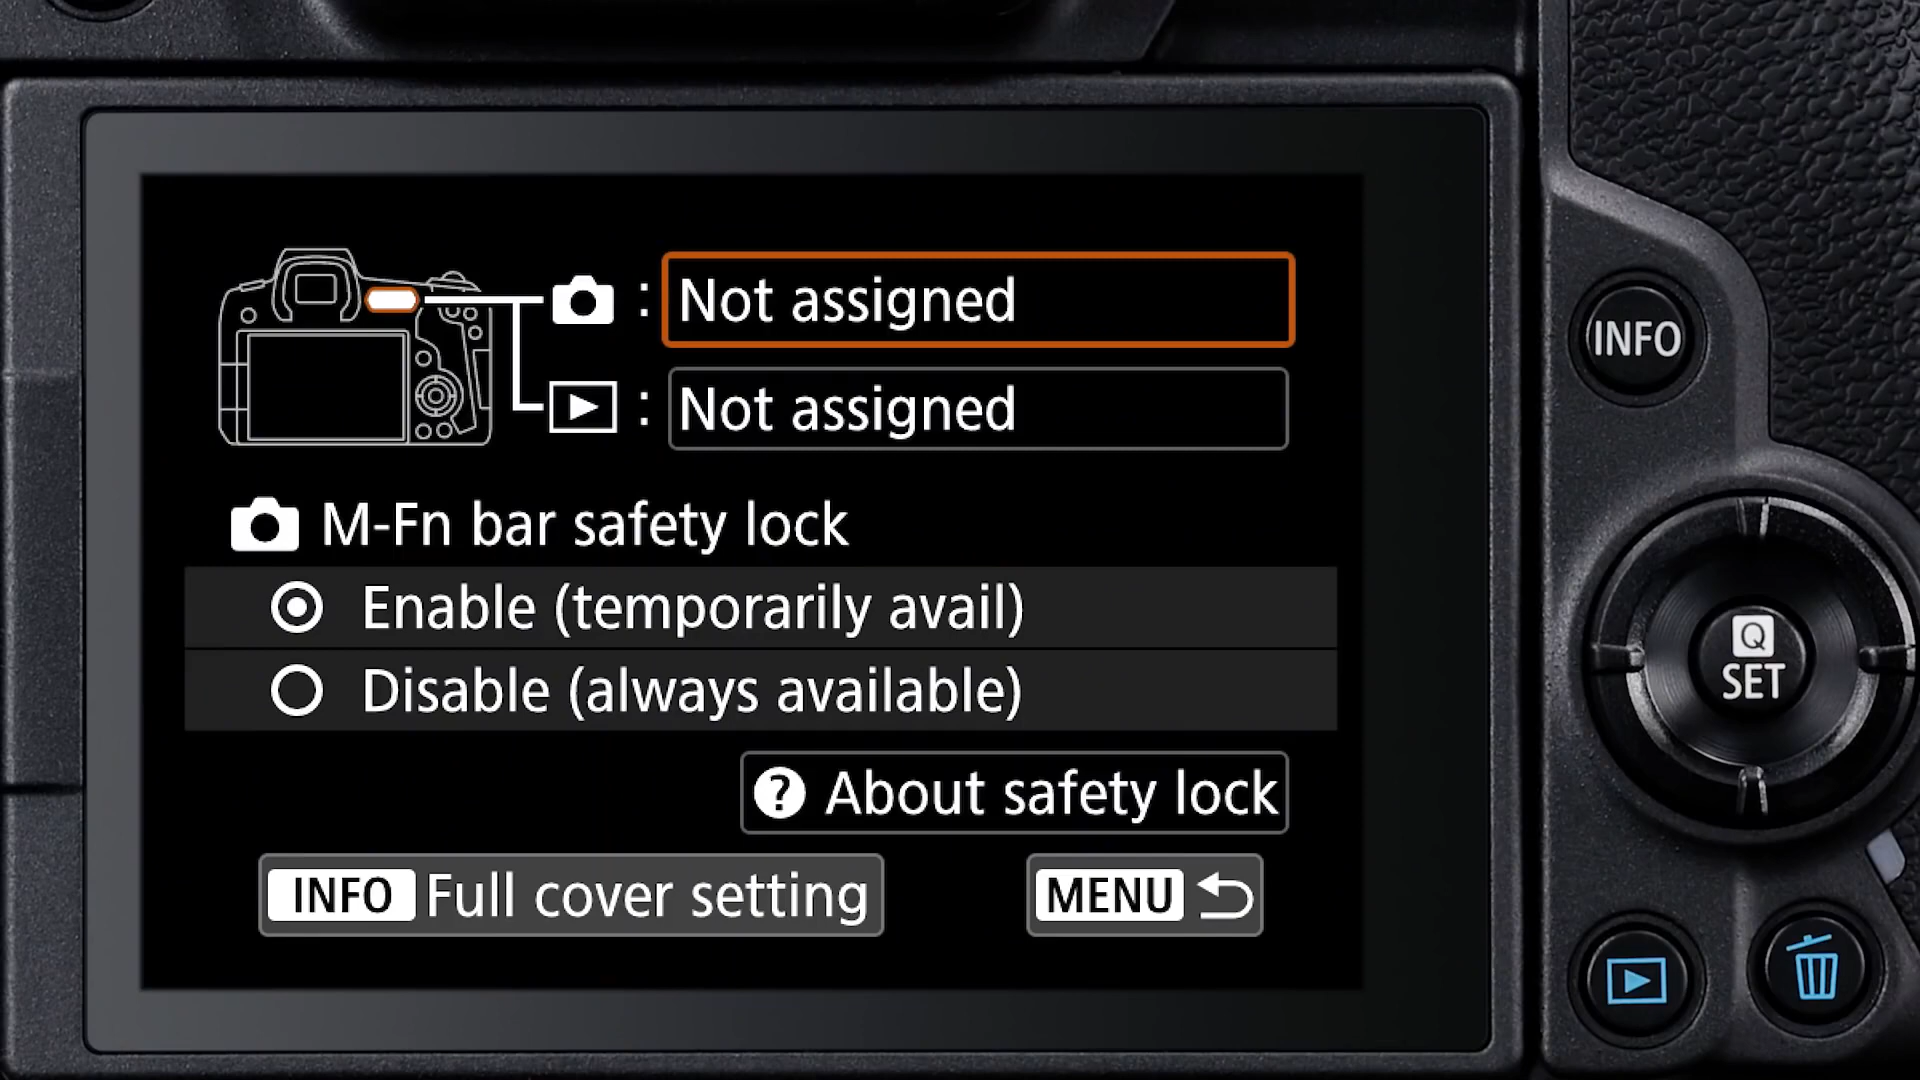 : Not assigned
: Not assigned
M-Fn bar safety lock
Enable (temporarily avail)
Disable (always available)
? About safety lock
INFO Full cover setting
MENU
INFO
Q
SET